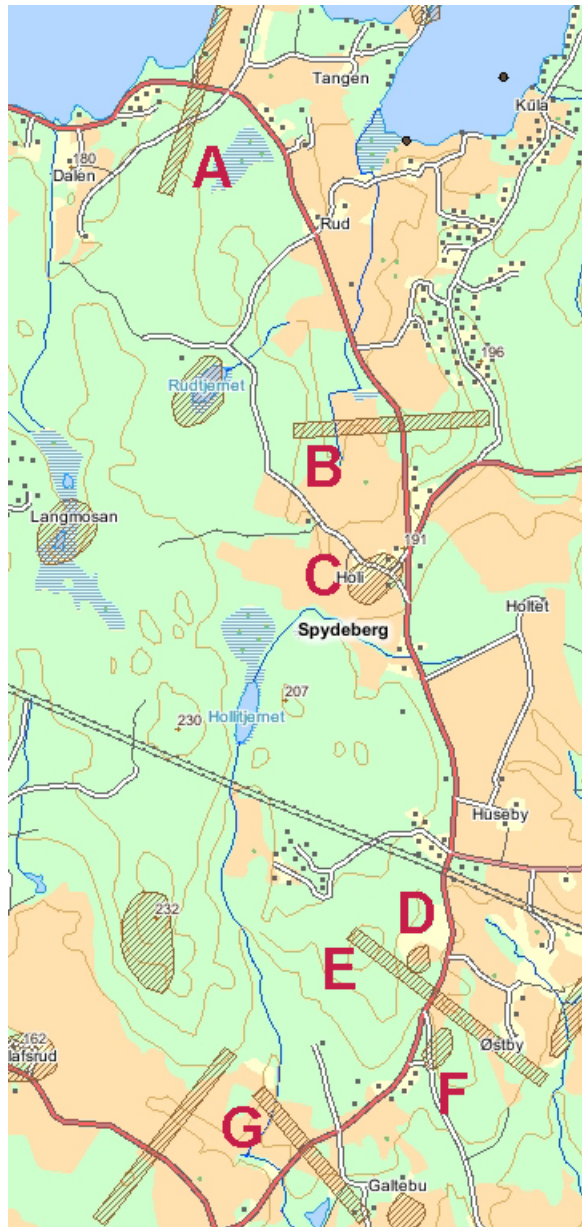 Tangen
Kula
180
A
Dalen
Rud
196
Rudtjernet
B
Langmosan
191
C
Holi
Holtet
Spydeberg
207
230
Hollitjernet
Huseby
D
232
E
162
lafsrud
Østby
F
G
Galtebu